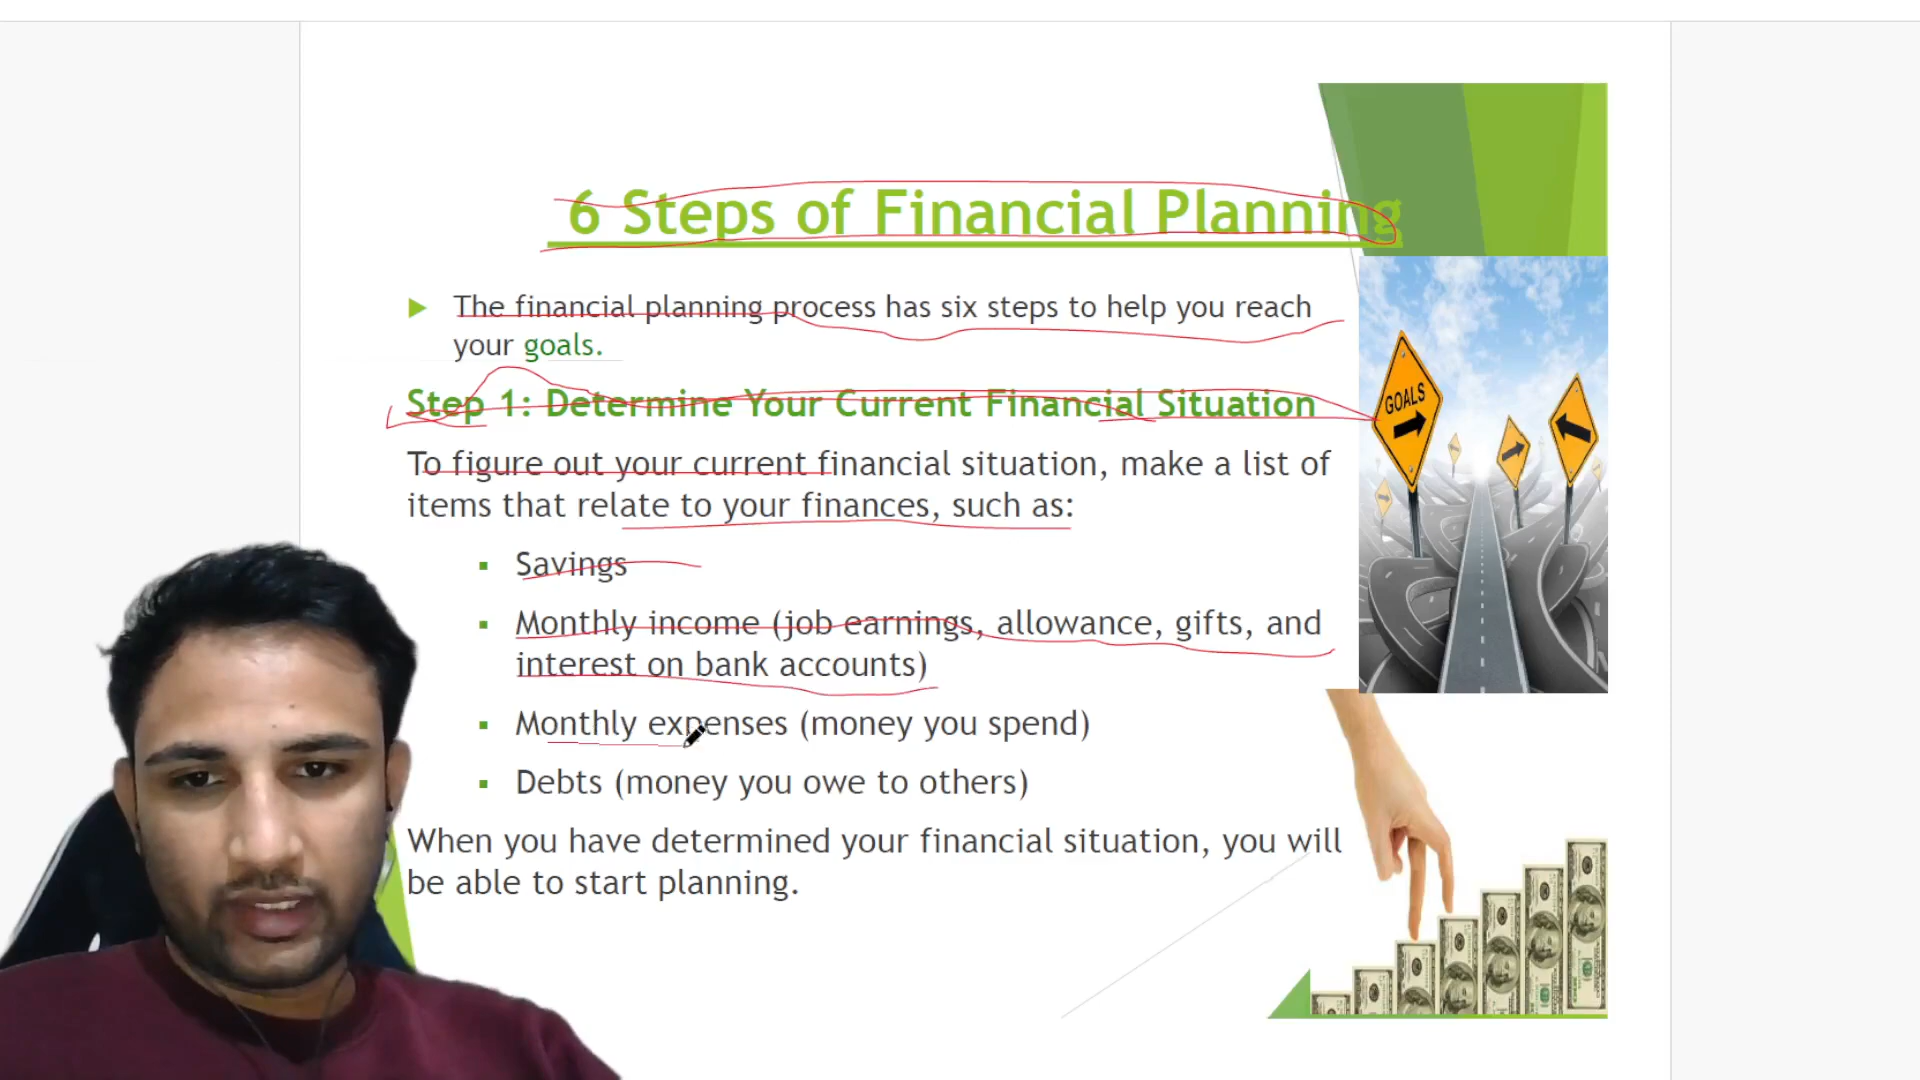 6 Steps of Financial Planning
The financial planning process has six steps to help you reach
your goals.
Step 1: Determine Your Current Financial Situation
To figure out your current financial situation, make a list of
items that relate to your finances, such as:
Savings
Monthly income (job earnings, allowance, gifts, and
interest on bank accounts)
Monthly expenses (money you spend)
Debts (money you owe to others)
When you have determined your financial situation, you will
be able to start planning.
GOALS